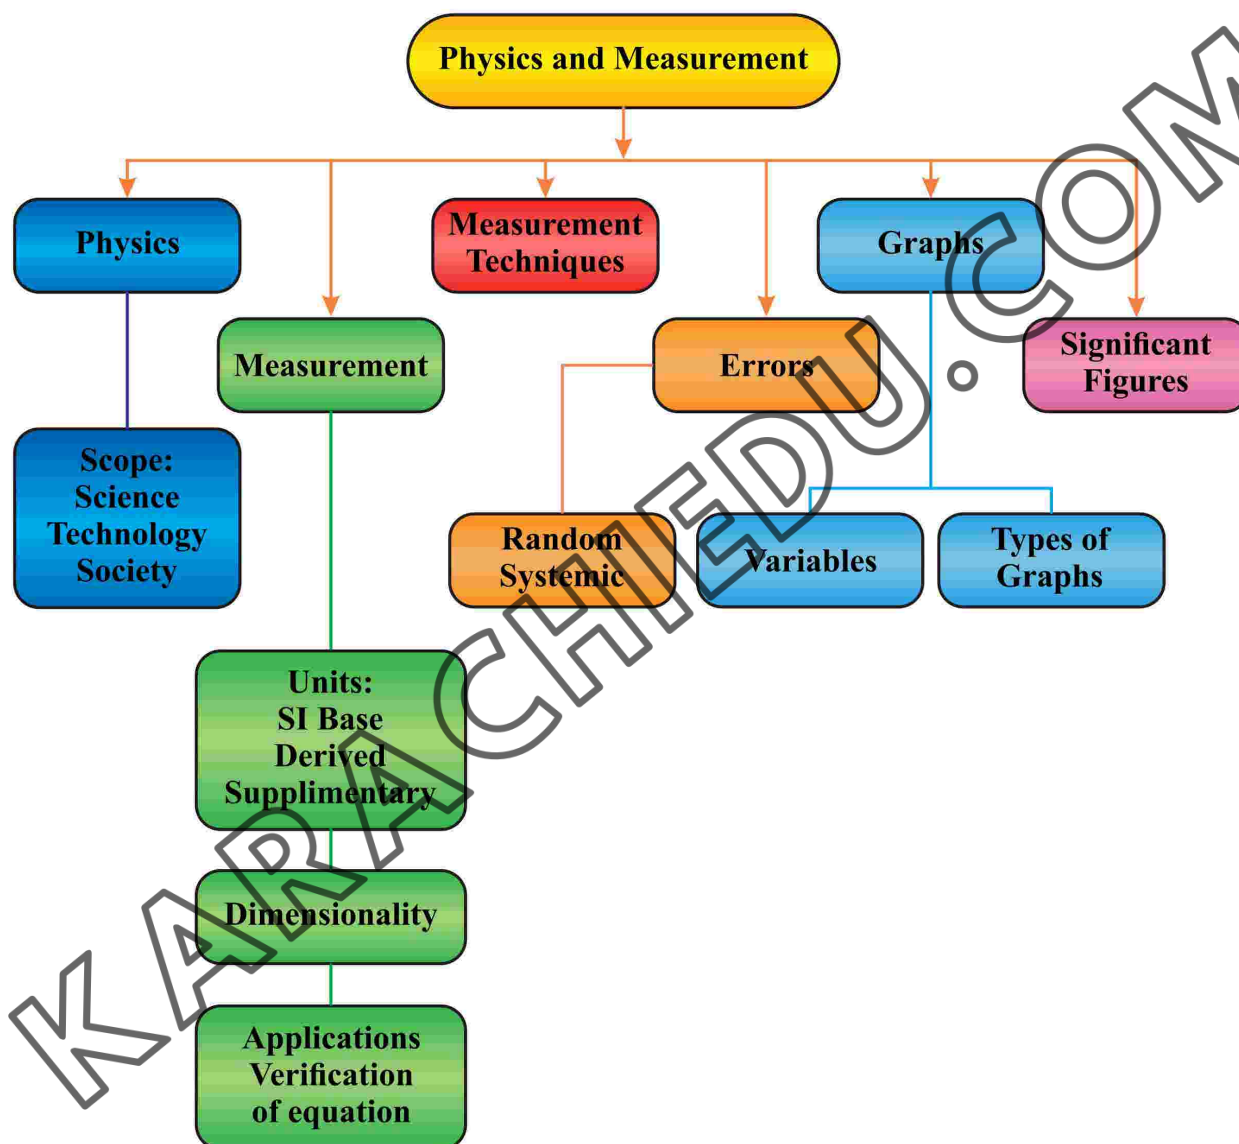 Physics and Measurement
Physics
Measurement
Techniques
Graphs
Measurement
Errors
Significant
Figures
Scope:
Science
Technology
Society
Random
Systemic
Variables
Types of
Graphs
Units:
SI Base
Derived
Supplimentary
Dimensionality
Applications
Verification
of equation
KARACHIEDU.COM